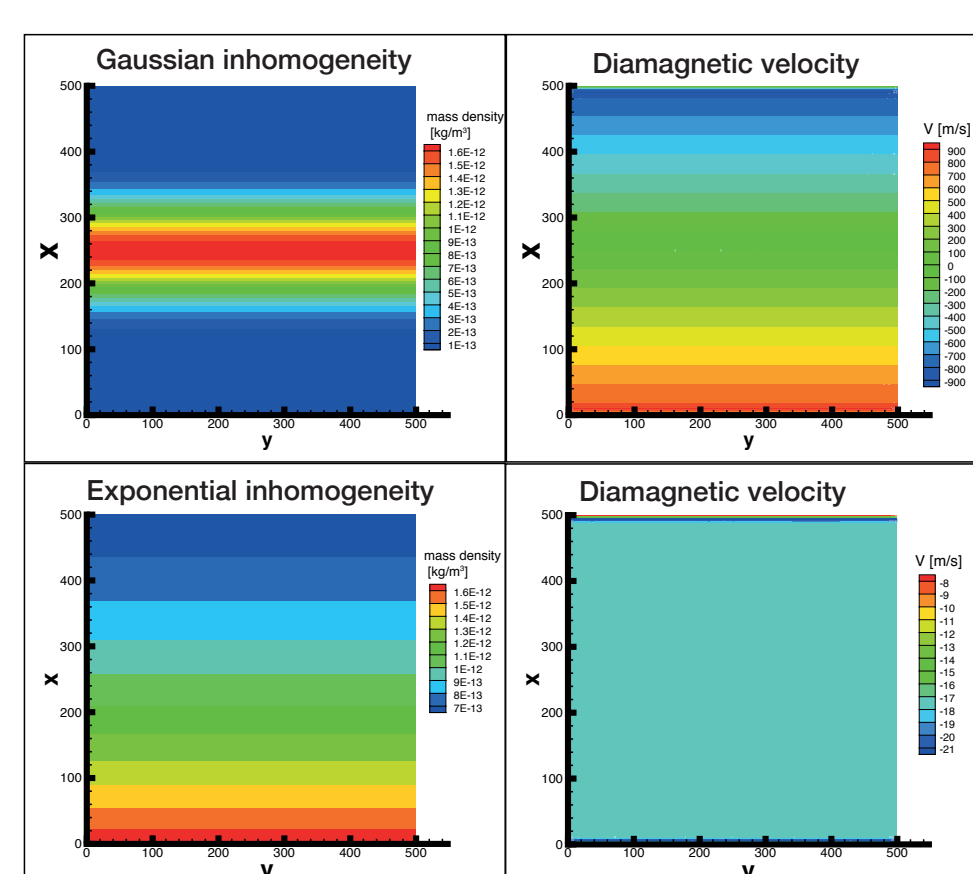 Gaussian inhomogeneity
mass density
[kg/m³]
1.6E-12
1.5E-12
1.4E-12
1.3E-12
1.2E-12
1.1E-12
1E-12
9E-13
8E-13
7E-13
6E-13
5E-13
4E-13
3E-13
2E-13
1E-13
500
400
300
200
100
0
x
0 100 200 300 400 500
y
Diamagnetic velocity
V [m/s]
900
800
700
600
500
400
300
200
100
0
-100
-200
-300
-400
-500
-600
-700
-800
-900
500
400
300
200
100
0
x
0 100 200 300 400 500
y
Exponential inhomogeneity
mass density
[kg/m³]
1.6E-12
1.5E-12
1.4E-12
1.3E-12
1.2E-12
1.1E-12
1E-12
9E-13
8E-13
7E-13
500
400
300
200
100
0
x
0 100 200 300 400 500
y
Diamagnetic velocity
V [m/s]
-8
-9
-10
-11
-12
-13
-14
-15
-16
-17
-18
-19
-20
-21
500
400
300
200
100
0
x
0 100 200 300 400 500
y